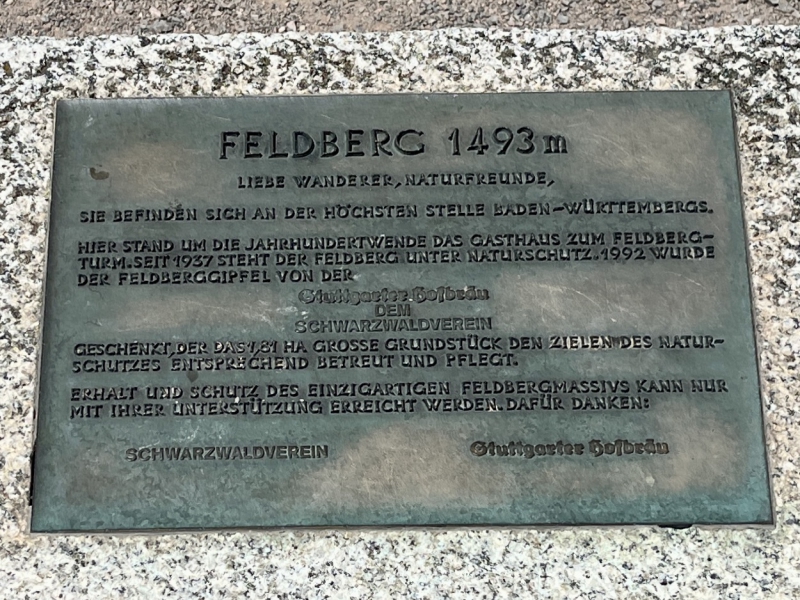 FELDBERG 1493 m
LIEBE WANDERER, NATURFREUNDE,
SIE BEFINDEN SICH AN DER HÖCHSTEN STELLE BADEN-WÜRTTEMBERGS.
HIER STAND UM DIE JAHRHUNDERTWENDE DAS GASTHAUS ZUM FELDBERG-
TURM. SEIT 1937 STEHT DER FELDBERG UNTER NATURSCHUTZ. 1992 WURDE
DER FELDBERGGIPFEL VON DER
Stuttgarter Hofbräu
DEM
SCHWARZWALDVEREIN
GESCHENKT, DER DAS 1,81 HA GROSSE GRUNDSTÜCK DEN ZIELEN DES NATUR-
SCHUTZES ENTSPRECHEND BETREUT UND PFLEGT.
ERHALT UND SCHUTZ DES EINZIGARTIGEN FELDBERGMASSIVS KANN NUR
MIT IHRER UNTERSTÜTZUNG ERREICHT WERDEN. DAFÜR DANKEN:
SCHWARZWALDVEREIN Stuttgarter Hofbräu